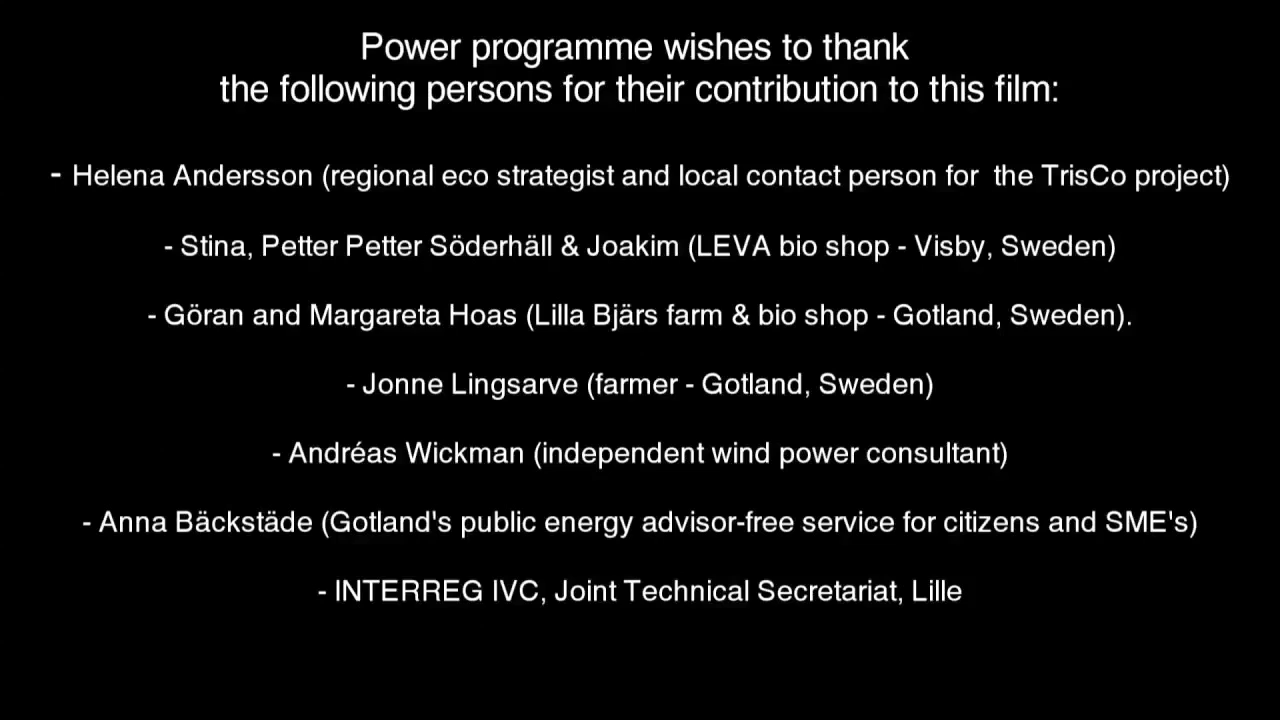 Power programme wishes to thank
the following persons for their contribution to this film:
- Helena Andersson (regional eco strategist and local contact person for  the TrisCo project)
- Stina, Petter Petter Söderhäll & Joakim (LEVA bio shop - Visby, Sweden)
- Göran and Margareta Hoas (Lilla Bjärs farm & bio shop - Gotland, Sweden).
- Jonne Lingsarve (farmer - Gotland, Sweden)
- Andréas Wickman (independent wind power consultant)
- Anna Bäckstäde (Gotland's public energy advisor-free service for citizens and SME's)
- INTERREG IVC, Joint Technical Secretariat, Lille